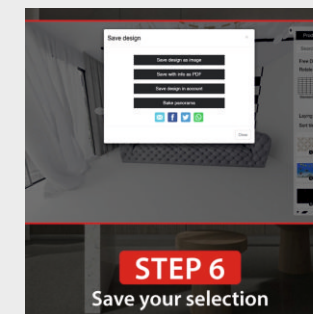 Save design
×
Save design as image
Save with info as PDF
Save design in account
Make panorama
Close
STEP 6
Save your selection